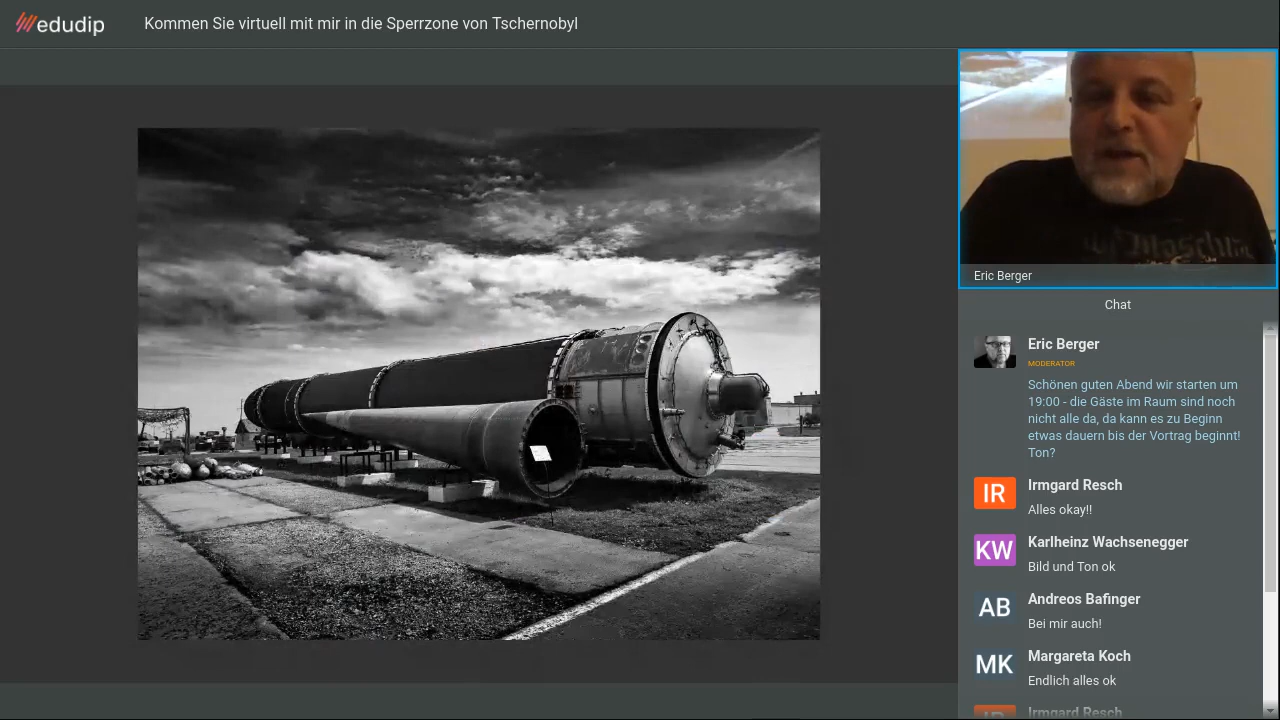 edudip
Kommen Sie virtuell mit mir in die Sperrzone von Tschernobyl
Eric Berger
Chat
Eric Berger
MODERATOR
Schönen guten Abend wir starten um
19:00 - die Gäste im Raum sind noch
nicht alle da, da kann es zu Beginn
etwas dauern bis der Vortrag beginnt!
Ton?
IR
Irmgard Resch
Alles okay!!
KW
Karlheinz Wachsenegger
Bild und Ton ok
AB
Andreos Bafinger
Bei mir auch!
MK
Margareta Koch
Endlich alles ok
IR
Irmgard Resch